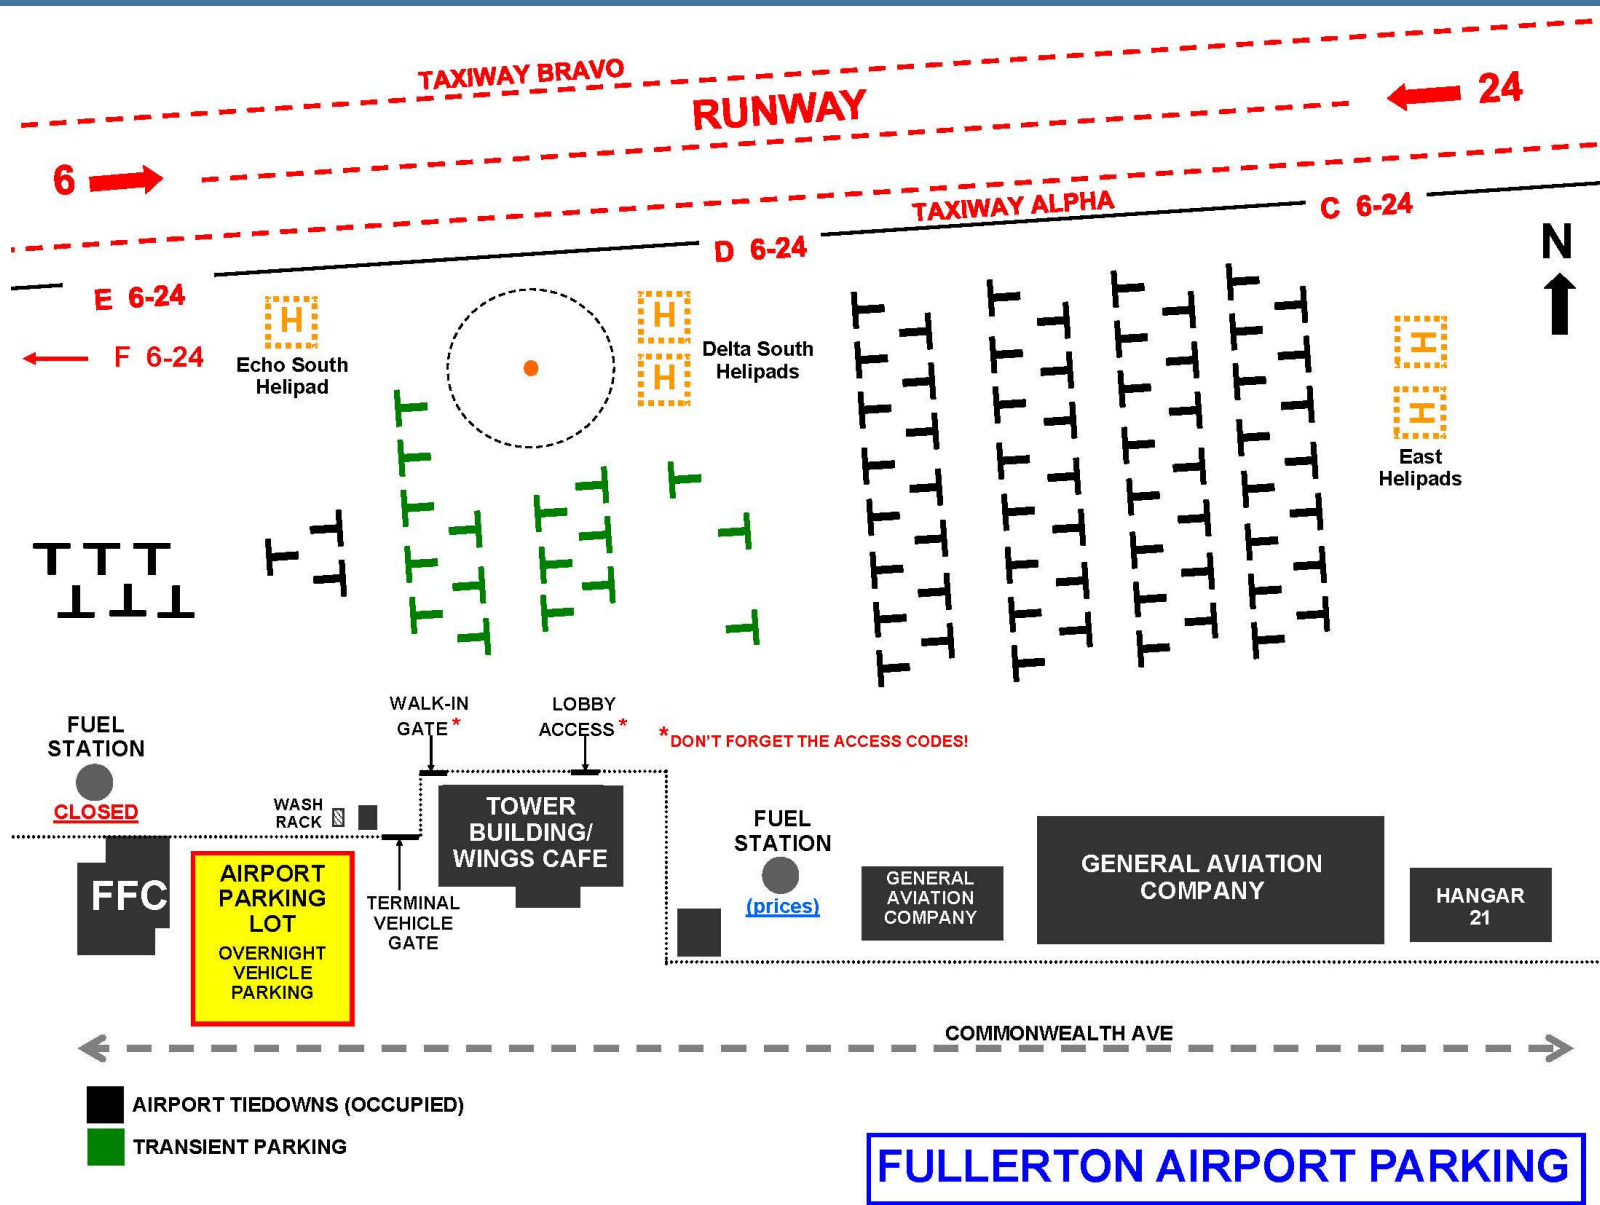 TAXIWAY BRAVO
RUNWAY
24
6
TAXIWAY ALPHA
C 6-24
D 6-24
E 6-24
F 6-24
N
H
Echo South
Helipad
H
H
Delta South
Helipads
H
H
East
Helipads
WALK-IN
GATE *
LOBBY
ACCESS *
*DON'T FORGET THE ACCESS CODES!
FUEL
STATION
CLOSED
WASH
RACK
TOWER
BUILDING/
WINGS CAFE
FUEL
STATION
(prices)
GENERAL
AVIATION
COMPANY
GENERAL AVIATION
COMPANY
HANGAR
21
FFC
AIRPORT
PARKING
LOT
OVERNIGHT
VEHICLE
PARKING
TERMINAL
VEHICLE
GATE
COMMONWEALTH AVE
AIRPORT TIEDOWNS (OCCUPIED)
TRANSIENT PARKING
FULLERTON AIRPORT PARKING